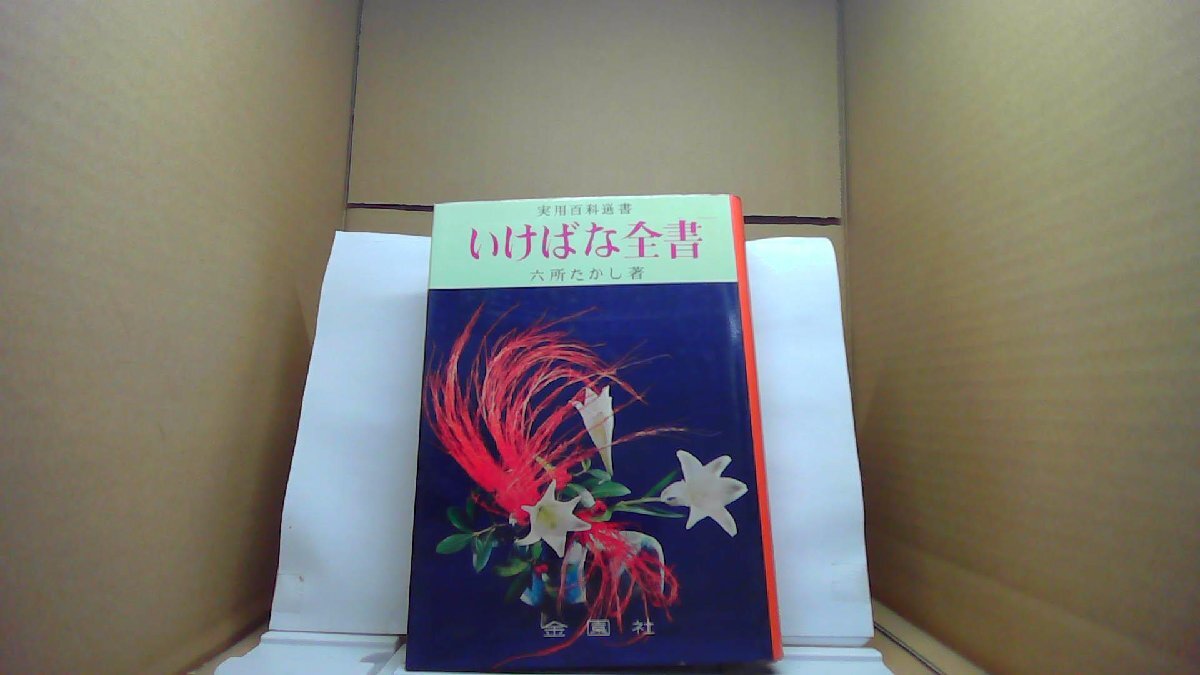 実用百科選書
いけばな全書
六所たかし著
金園社